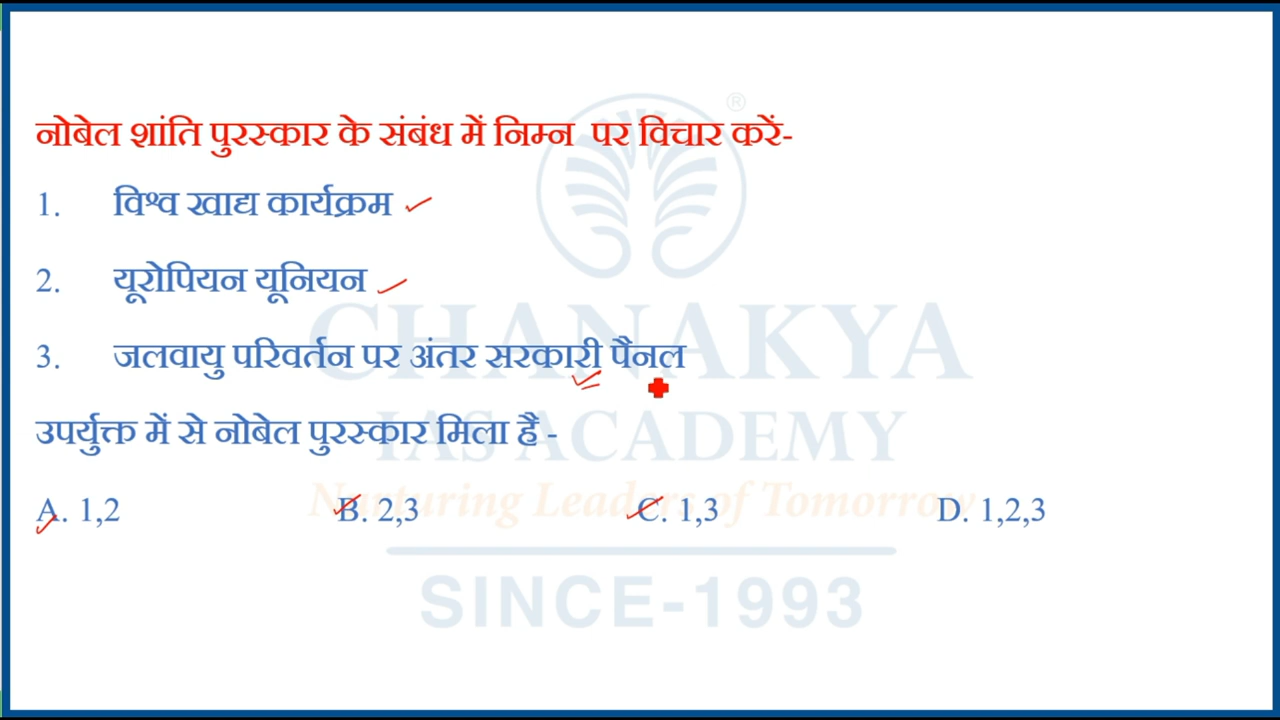 नोबेल शांति पुरस्कार के संबंध में निम्न पर विचार करें-
1. विश्व खाद्य कार्यक्रम
2. यूरोपियन यूनियन
3. जलवायु परिवर्तन पर अंतर सरकारी पैनल
उपर्युक्त में से नोबेल पुरस्कार मिला है -
A. 1,2 B. 2,3 C. 1,3 D. 1,2,3
®
CHANAKYA
IAS ACADEMY
Nurturing Leaders of Tomorrow
SINCE-1993